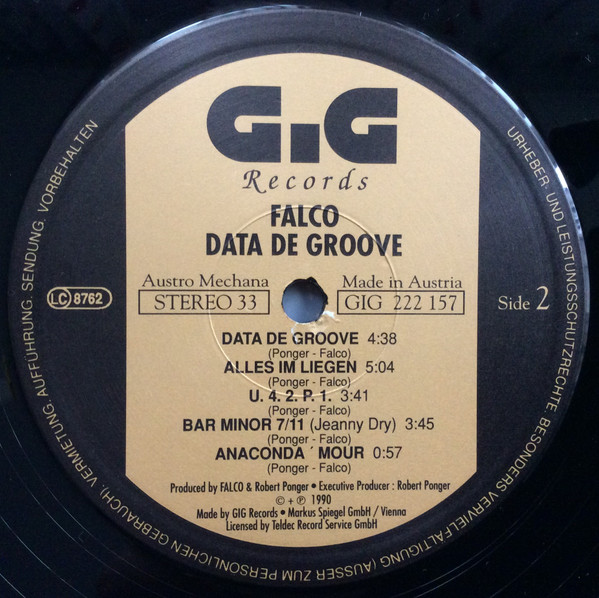 G.I.G
Records
FALCO
DATA DE GROOVE
Austro Mechana
Made in Austria
STEREO 33
GIG 222 157
LC 8762
Side 2
DATA DE GROOVE 4:38
(Ponger - Falco)
ALLES IM LIEGEN 5:04
(Ponger - Falco)
U. 4. 2. P. 1. 3:41
(Ponger - Falco)
BAR MINOR 7/11 (Jeanny Dry) 3:45
(Ponger - Falco)
ANACONDA ´ MOUR 0:57
(Ponger - Falco)
Produced by FALCO & Robert Ponger • Executive Producer : Robert Ponger
© + ℗ 1990
Made by GIG Records • Markus Spiegel GmbH / Vienna
Licensed by Teldec Record Service GmbH
URHEBER- UND LEISTUNGSSCHUTZRECHTE, BESONDERS VERVIELFÄLTIGUNG (AUSSER ZUM PERSÖNLICHEN GEBRAUCH), VERMIETUNG, AUFFÜHRUNG, SENDUNG, VORBEHALTEN